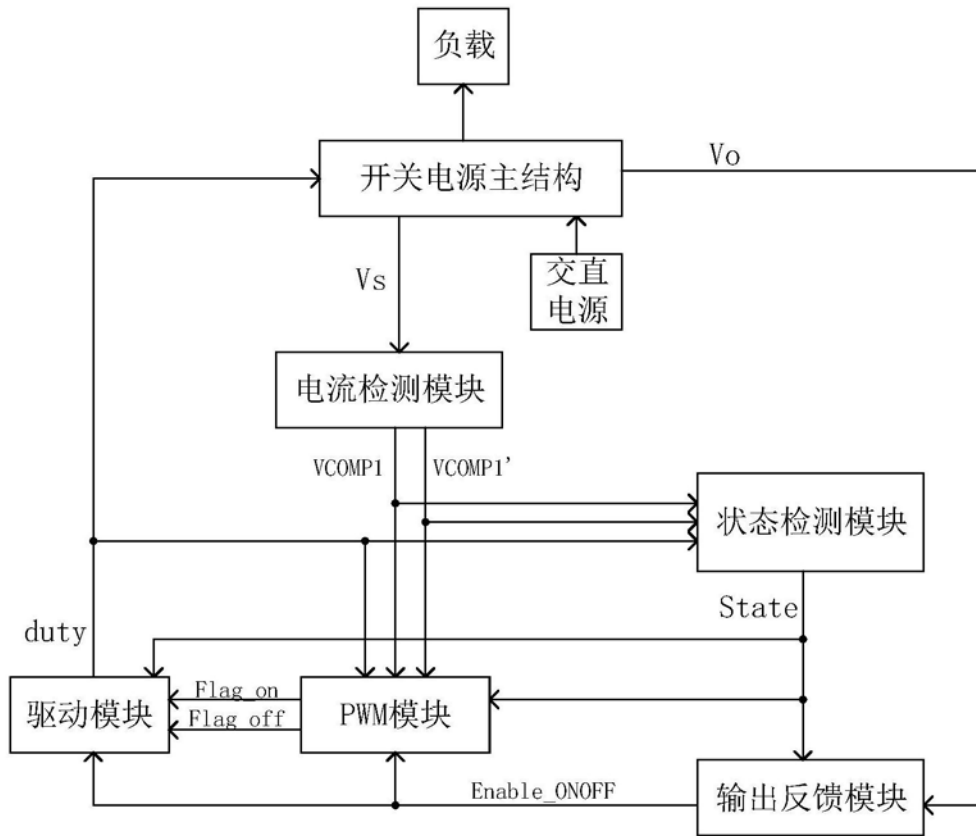 负载
开关电源主结构
Vo
Vs
交直
电源
电流检测模块
VCOMP1
VCOMP1'
状态检测模块
State
duty
驱动模块
Flag_on
Flag_off
PWM模块
Enable_ONOFF
输出反馈模块